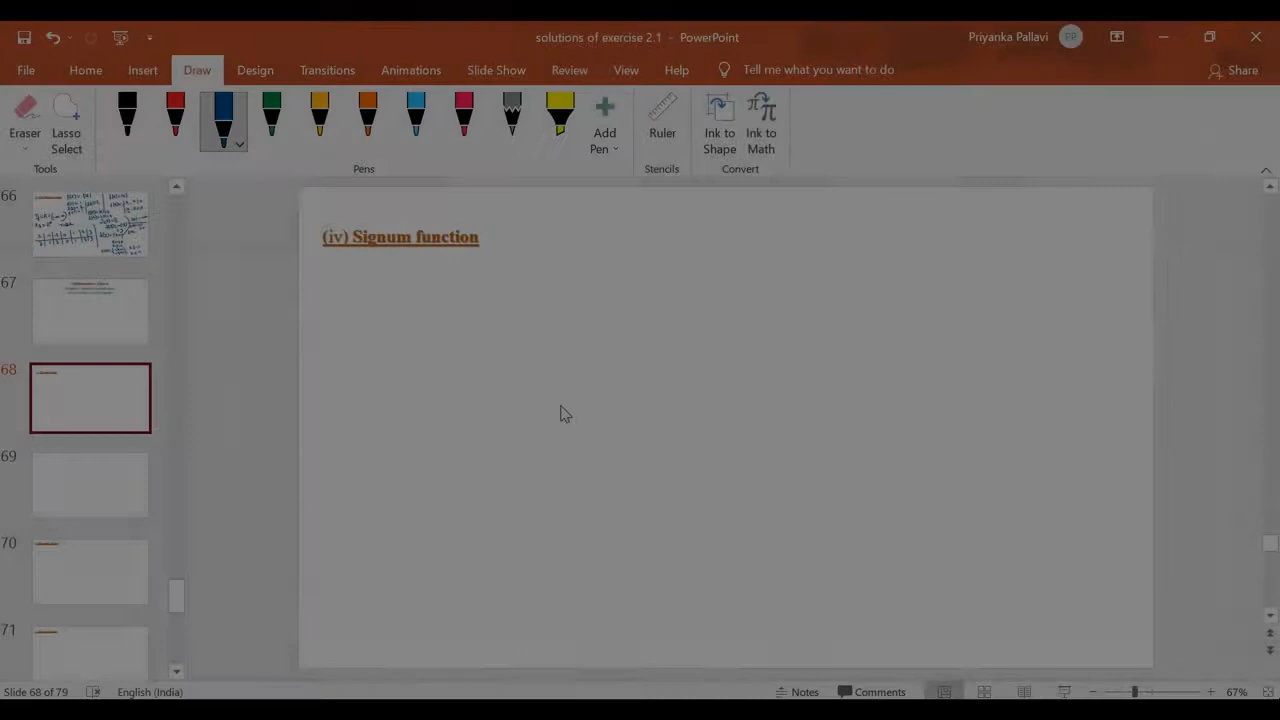 solutions of exercise 2.1 - PowerPoint
Priyanka Pallavi
PP
File Home Insert Draw Design Transitions Animations Slide Show Review View Help Tell me what you want to do
Share
Eraser
Lasso Select
Add Pen
Ruler
Ink to Shape
Ink to Math
Tools
Pens
Stencils
Convert
66
67
68
69
70
71
(iv) Signum function
Slide 68 of 79
English (India)
Notes
Comments
67%